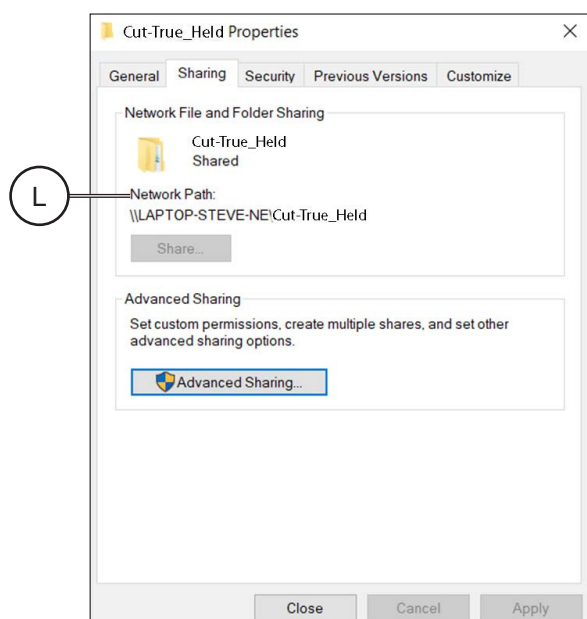 Cut-True_Held Properties
General Sharing Security Previous Versions Customize
Network File and Folder Sharing
Cut-True_Held
Shared
L
Network Path:
\\LAPTOP-STEVE-NE\Cut-True_Held
Share...
Advanced Sharing
Set custom permissions, create multiple shares, and set other
advanced sharing options.
Advanced Sharing...
Close Cancel Apply